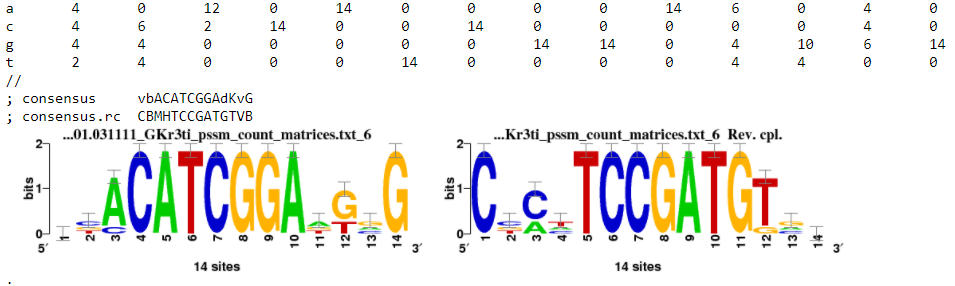 a 4 0 12 0 14 0 0 0 0 14 6 0 4 0
c 4 6 2 14 0 0 14 0 0 0 0 0 4 0
g 4 4 0 0 0 0 0 14 14 0 4 10 6 14
t 2 4 0 0 0 14 0 0 0 0 4 4 0 0
//
; consensus vbACATCGGAdKvG
; consensus.rc CBMHTCCGATGTVB
...01.031111_GKr3ti_pssm_count_matrices.txt_6
2
bits
1
0
ACATCGGA G G
5′ 1 2 3 4 5 6 7 8 9 10 11 12 13 14 3′
14 sites
...Kr3ti_pssm_count_matrices.txt_6 Rev. cpl.
2
bits
1
0
C C TCCGATGT
5′ 1 2 3 4 5 6 7 8 9 10 11 12 13 14 3′
14 sites
.